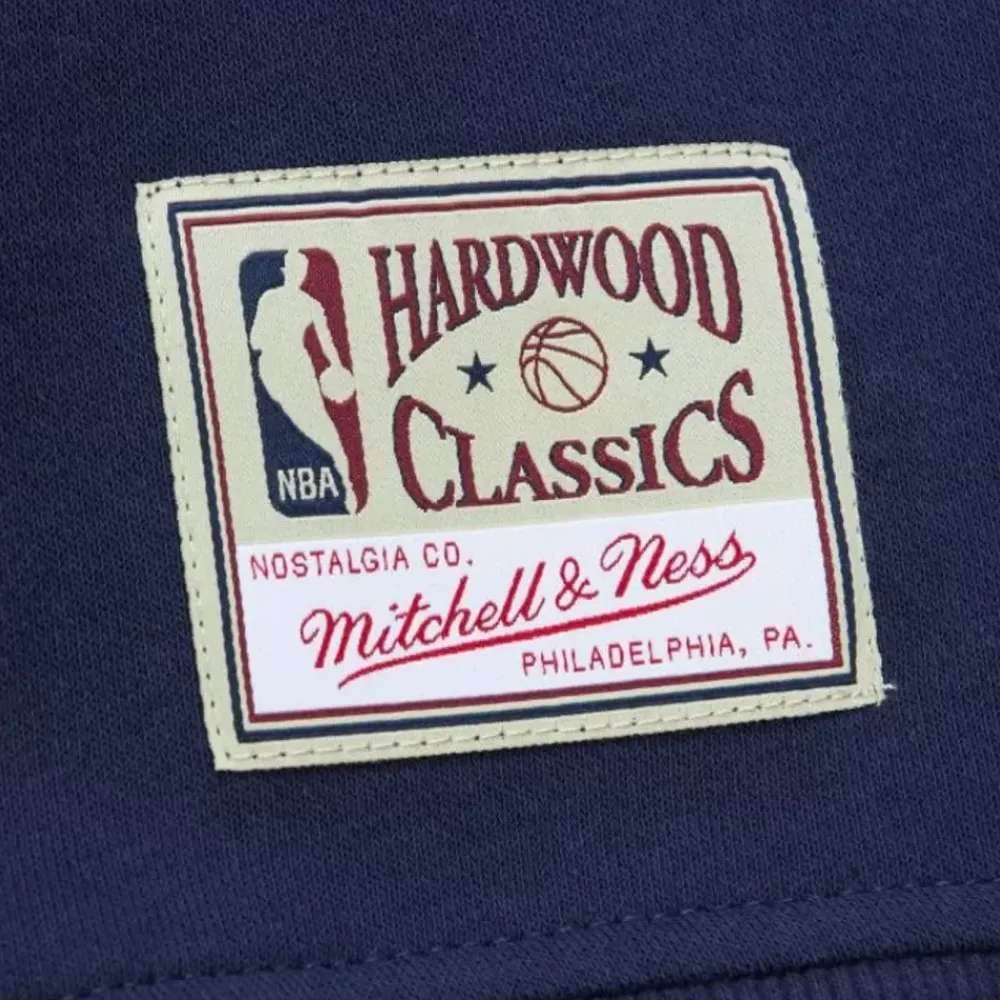 NBA
HARDWOOD
CLASSICS
NOSTALGIA CO.
Mitchell & Ness
PHILADELPHIA, PA.